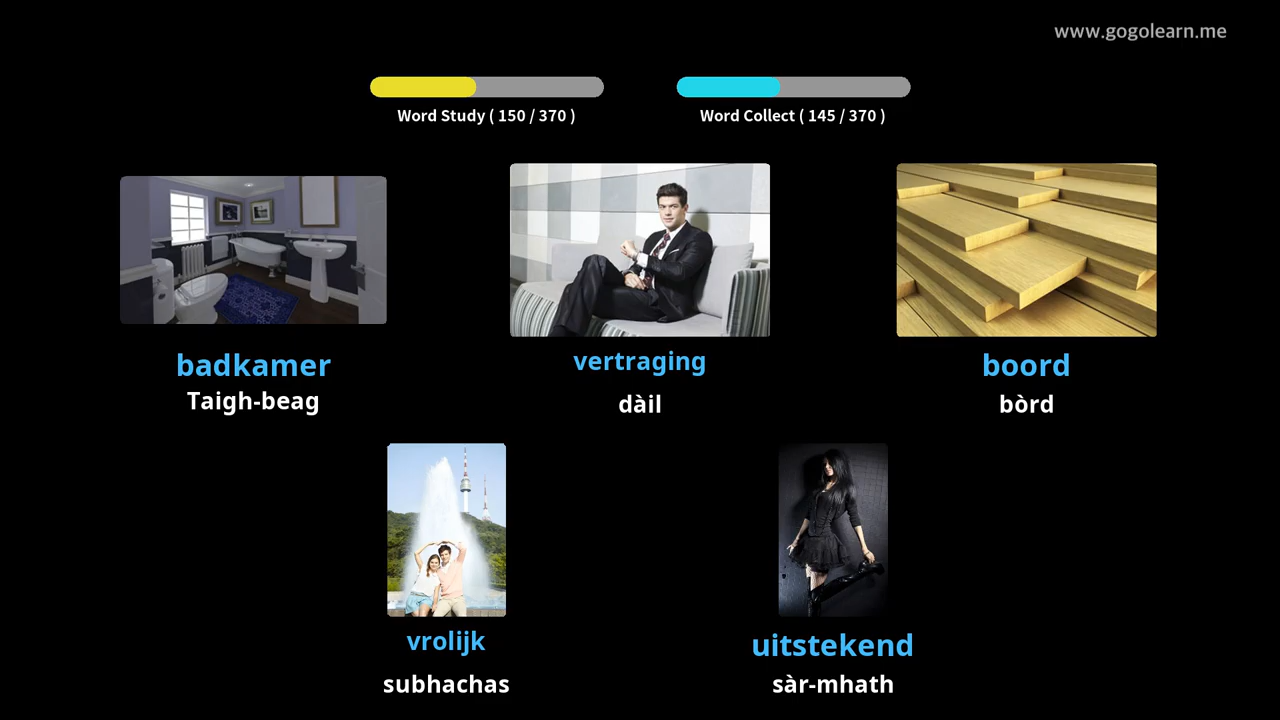 www.gogolearn.me
Word Study ( 150 / 370 )
Word Collect ( 145 / 370 )
badkamer
Taigh-beag
vertraging
dàil
boord
bòrd
vrolijk
subhachas
uitstekend
sàr-mhath